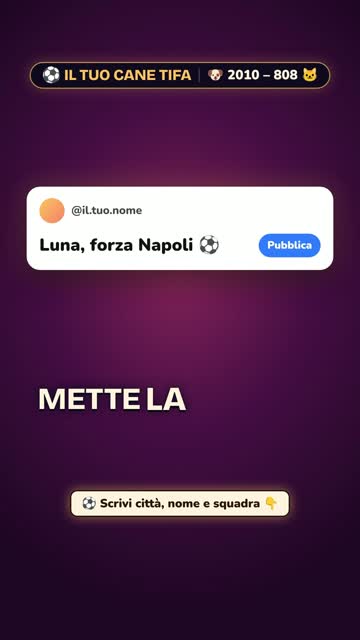 ⚽ IL TUO CANE TIFA | 🐶 2010 – 808 🐱
@il.tuo.nome
Luna, forza Napoli ⚽
Pubblica
METTE LA
⚽ Scrivi città, nome e squadra 👇